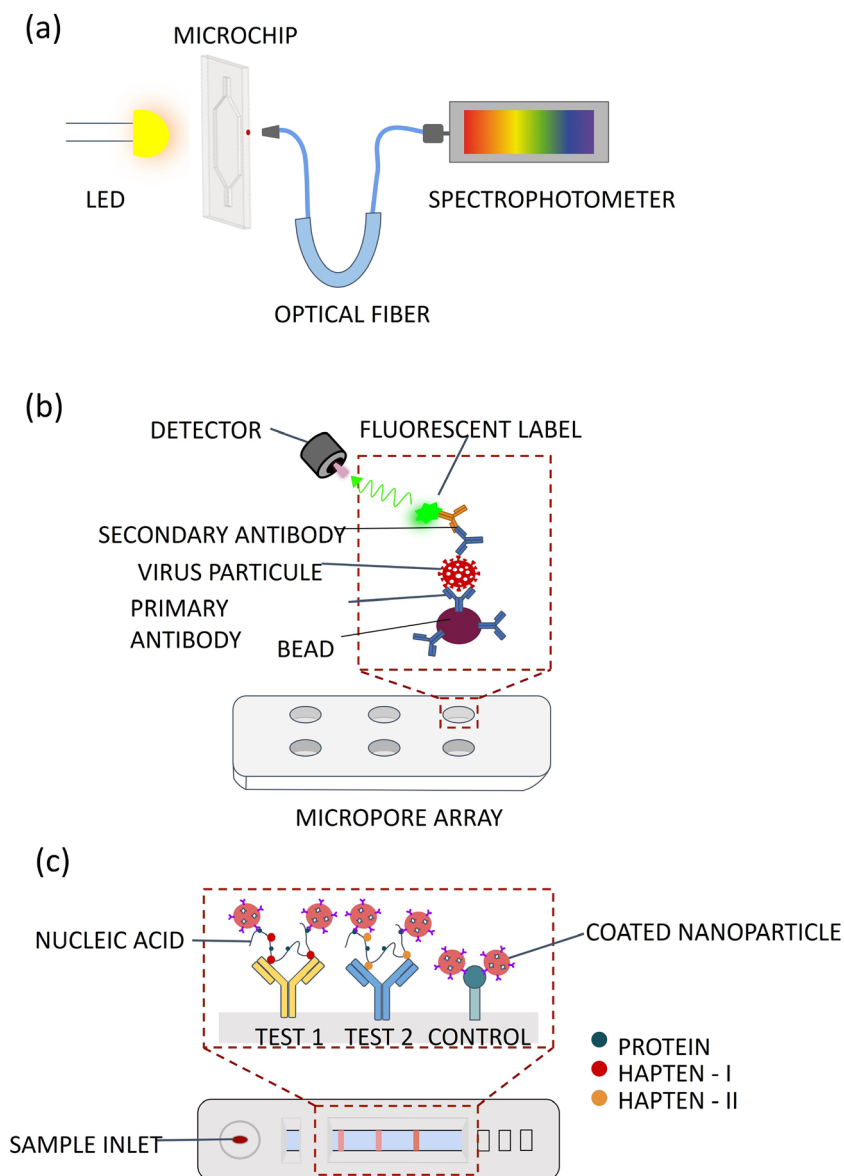 (a)
MICROCHIP
LED
SPECTROPHOTOMETER
OPTICAL FIBER
(b)
DETECTOR
FLUORESCENT LABEL
SECONDARY ANTIBODY
VIRUS PARTICULE
PRIMARY
ANTIBODY
BEAD
MICROPORE ARRAY
(c)
NUCLEIC ACID
COATED NANOPARTICLE
TEST 1
TEST 2
CONTROL
PROTEIN
HAPTEN - I
HAPTEN - II
SAMPLE INLET